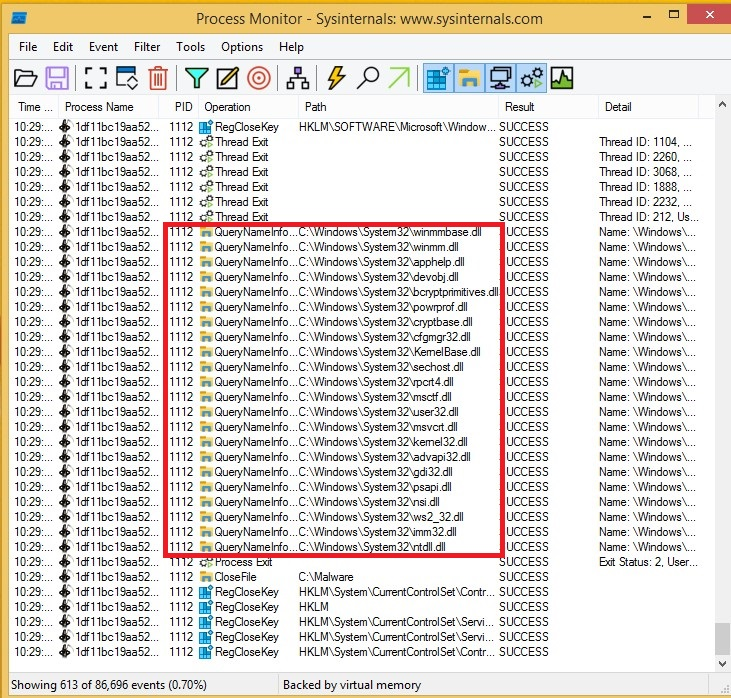 Process Monitor - Sysinternals: www.sysinternals.com
File Edit Event Filter Tools Options Help
Time ... Process Name PID Operation Path Result Detail
10:29:... 1df11bc19aa52... 1112 RegCloseKey HKLM\SOFTWARE\Microsoft\Window... SUCCESS
10:29:... 1df11bc19aa52... 1112 Thread Exit SUCCESS Thread ID: 1104, ...
10:29:... 1df11bc19aa52... 1112 Thread Exit SUCCESS Thread ID: 2260, ...
10:29:... 1df11bc19aa52... 1112 Thread Exit SUCCESS Thread ID: 3068, ...
10:29:... 1df11bc19aa52... 1112 Thread Exit SUCCESS Thread ID: 1888, ...
10:29:... 1df11bc19aa52... 1112 Thread Exit SUCCESS Thread ID: 2232, ...
10:29:... 1df11bc19aa52... 1112 Thread Exit SUCCESS Thread ID: 212, Us...
10:29:... 1df11bc19aa52... 1112 QueryNameInfo... C:\Windows\System32\winmmbase.dll SUCCESS Name: \Windows\...
10:29:... 1df11bc19aa52... 1112 QueryNameInfo... C:\Windows\System32\winmm.dll SUCCESS Name: \Windows\...
10:29:... 1df11bc19aa52... 1112 QueryNameInfo... C:\Windows\System32\apphelp.dll SUCCESS Name: \Windows\...
10:29:... 1df11bc19aa52... 1112 QueryNameInfo... C:\Windows\System32\devobj.dll SUCCESS Name: \Windows\...
10:29:... 1df11bc19aa52... 1112 QueryNameInfo... C:\Windows\System32\bcryptprimitives.dll SUCCESS Name: \Windows\...
10:29:... 1df11bc19aa52... 1112 QueryNameInfo... C:\Windows\System32\powrprof.dll SUCCESS Name: \Windows\...
10:29:... 1df11bc19aa52... 1112 QueryNameInfo... C:\Windows\System32\cryptbase.dll SUCCESS Name: \Windows\...
10:29:... 1df11bc19aa52... 1112 QueryNameInfo... C:\Windows\System32\cfgmgr32.dll SUCCESS Name: \Windows\...
10:29:... 1df11bc19aa52... 1112 QueryNameInfo... C:\Windows\System32\KernelBase.dll SUCCESS Name: \Windows\...
10:29:... 1df11bc19aa52... 1112 QueryNameInfo... C:\Windows\System32\sechost.dll SUCCESS Name: \Windows\...
10:29:... 1df11bc19aa52... 1112 QueryNameInfo... C:\Windows\System32\rpcrt4.dll SUCCESS Name: \Windows\...
10:29:... 1df11bc19aa52... 1112 QueryNameInfo... C:\Windows\System32\msctf.dll SUCCESS Name: \Windows\...
10:29:... 1df11bc19aa52... 1112 QueryNameInfo... C:\Windows\System32\user32.dll SUCCESS Name: \Windows\...
10:29:... 1df11bc19aa52... 1112 QueryNameInfo... C:\Windows\System32\msvcrt.dll SUCCESS Name: \Windows\...
10:29:... 1df11bc19aa52... 1112 QueryNameInfo... C:\Windows\System32\kernel32.dll SUCCESS Name: \Windows\...
10:29:... 1df11bc19aa52... 1112 QueryNameInfo... C:\Windows\System32\advapi32.dll SUCCESS Name: \Windows\...
10:29:... 1df11bc19aa52... 1112 QueryNameInfo... C:\Windows\System32\gdi32.dll SUCCESS Name: \Windows\...
10:29:... 1df11bc19aa52... 1112 QueryNameInfo... C:\Windows\System32\psapi.dll SUCCESS Name: \Windows\...
10:29:... 1df11bc19aa52... 1112 QueryNameInfo... C:\Windows\System32\nsi.dll SUCCESS Name: \Windows\...
10:29:... 1df11bc19aa52... 1112 QueryNameInfo... C:\Windows\System32\ws2_32.dll SUCCESS Name: \Windows\...
10:29:... 1df11bc19aa52... 1112 QueryNameInfo... C:\Windows\System32\imm32.dll SUCCESS Name: \Windows\...
10:29:... 1df11bc19aa52... 1112 QueryNameInfo... C:\Windows\System32\ntdll.dll SUCCESS Name: \Windows\...
10:29:... 1df11bc19aa52... 1112 Process Exit SUCCESS Exit Status: 2, User...
10:29:... 1df11bc19aa52... 1112 CloseFile C:\Malware SUCCESS
10:29:... 1df11bc19aa52... 1112 RegCloseKey HKLM\System\CurrentControlSet\Contr... SUCCESS
10:29:... 1df11bc19aa52... 1112 RegCloseKey HKLM SUCCESS
10:29:... 1df11bc19aa52... 1112 RegCloseKey HKLM\System\CurrentControlSet\Servi... SUCCESS
10:29:... 1df11bc19aa52... 1112 RegCloseKey HKLM\System\CurrentControlSet\Servi... SUCCESS
10:29:... 1df11bc19aa52... 1112 RegCloseKey HKLM\System\CurrentControlSet\Contr... SUCCESS
Showing 613 of 86,696 events (0.70%) Backed by virtual memory